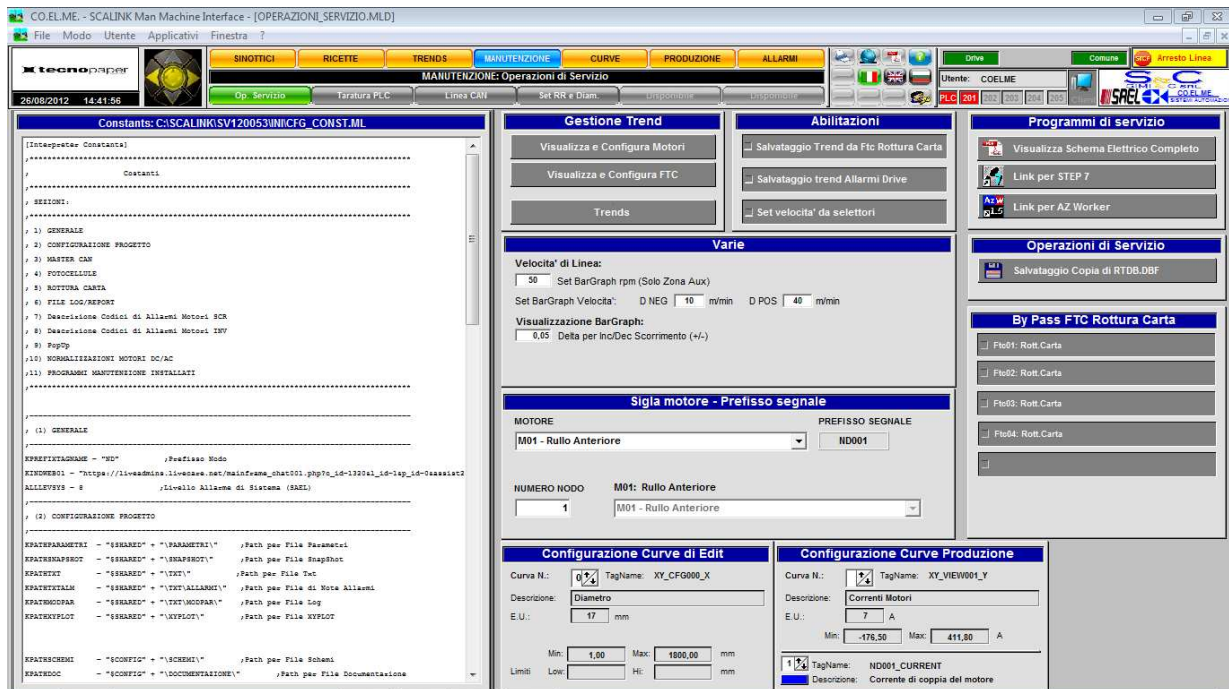 CO.EL.ME. - SCALINK Man Machine Interface - [OPERAZIONI_SERVIZIO.MLD]
File Modo Utente Applicativi Finestra ?
tecnopaper
26/08/2012 14:41:56
SINOTTICI RICETTE TRENDS MANUTENZIONE CURVE PRODUZIONE ALLARMI
MANUTENZIONE: Operazioni di Servizio
Op. Servizio Taratura PLC Linea CAN Set RR e Diam. Disponibile Disponibile
Drive Comune Arresto Linea
Utente: COELME
PLC 201 202 203 204 205
SAREL CO.EL.ME.
Constants: C:\SCALINK\SV120053\INI\CFG_CONST.ML
[Interpreter Constants]
; Costanti
; SEZIONI:
; 1) GENERALE
; 2) CONFIGURAZIONE PROGETTO
; 3) MASTER CAN
; 4) FOTOCELLULE
; 5) ROTTURA CARTA
; 6) FILE LOG/REPORT
; 7) Descrizione Codici di Allarmi Motori SCR
; 8) Descrizione Codici di Allarmi Motori INV
; 9) PopUp
;10) NORMALIZZAZIONI MOTORI DC/AC
;11) PROGRAMMI MANUTENZIONE INSTALLATI
; (1) GENERALE
KPREFIXTAGNAME = "ND" ;Prefisso Nodo
ALLLEVSYS = 8 ;Livello Allarme di Sistema (SAEL)
; (2) CONFIGURAZIONE PROGETTO
KPATHPARAMETRI = "$SHARED" + "\PARAMETRI\" ;Path per File Parametri
KPATHSNAPSHOT = "$SHARED" + "\SNAPSHOT\" ;Path per File SnapShot
KPATHTXT = "$SHARED" + "\TXT\" ;Path per File Txt
KPATHTXTALM = "$SHARED" + "\TXT\ALLARMI\" ;Path per File di Note Allarmi
KPATHMODPAR = "$SHARED" + "\TXT\MODPAR\" ;Path per File Log
KPATHXYPLOT = "$SHARED" + "\XYPLOT\" ;Path per File XYPLOT
KPATHSCHEMI = "$CONFIG" + "\SCHEMI\" ;Path per File Schemi
KPATHDOC = "$CONFIG" + "\DOCUMENTAZIONE\" ;Path per File Documentazione
Gestione Trend
Visualizza e Configura Motori
Visualizza e Configura FTC
Trends
Abilitazioni
Salvataggio Trend da Ftc Rottura Carta
Salvataggio trend Allarmi Drive
Set velocita' da selettori
Varie
Velocita' di Linea:
50 Set BarGraph rpm (Solo Zona Aux)
Set BarGraph Velocita': D NEG 10 m/min D POS 40 m/min
Visualizzazione BarGraph:
0,05 Delta per Inc/Dec Scorrimento (+/-)
Sigla motore - Prefisso segnale
MOTORE PREFISSO SEGNALE
M01 - Rullo Anteriore ND001
NUMERO NODO M01: Rullo Anteriore
1 M01 - Rullo Anteriore
Configurazione Curve di Edit
Curva N.: 0 TagName: XY_CFG000_X
Descrizione: Diametro
E.U.: 17 mm
Min: 1,00 Max: 1800,00 mm
Limiti Low: Hi: mm
Configurazione Curve Produzione
Curva N.: TagName: XY_VIEW001_Y
Descrizione: Correnti Motori
E.U.: 7 A
Min: -176,50 Max: 411,80 A
1 TagName: ND001_CURRENT
Descrizione: Corrente di coppia del motore
Programmi di servizio
Visualizza Schema Elettrico Completo
Link per STEP 7
Link per AZ Worker
Operazioni di Servizio
Salvataggio Copia di RTDB.DBF
By Pass FTC Rottura Carta
Ftc01: Rott.Carta
Ftc02: Rott.Carta
Ftc03: Rott.Carta
Ftc04: Rott.Carta